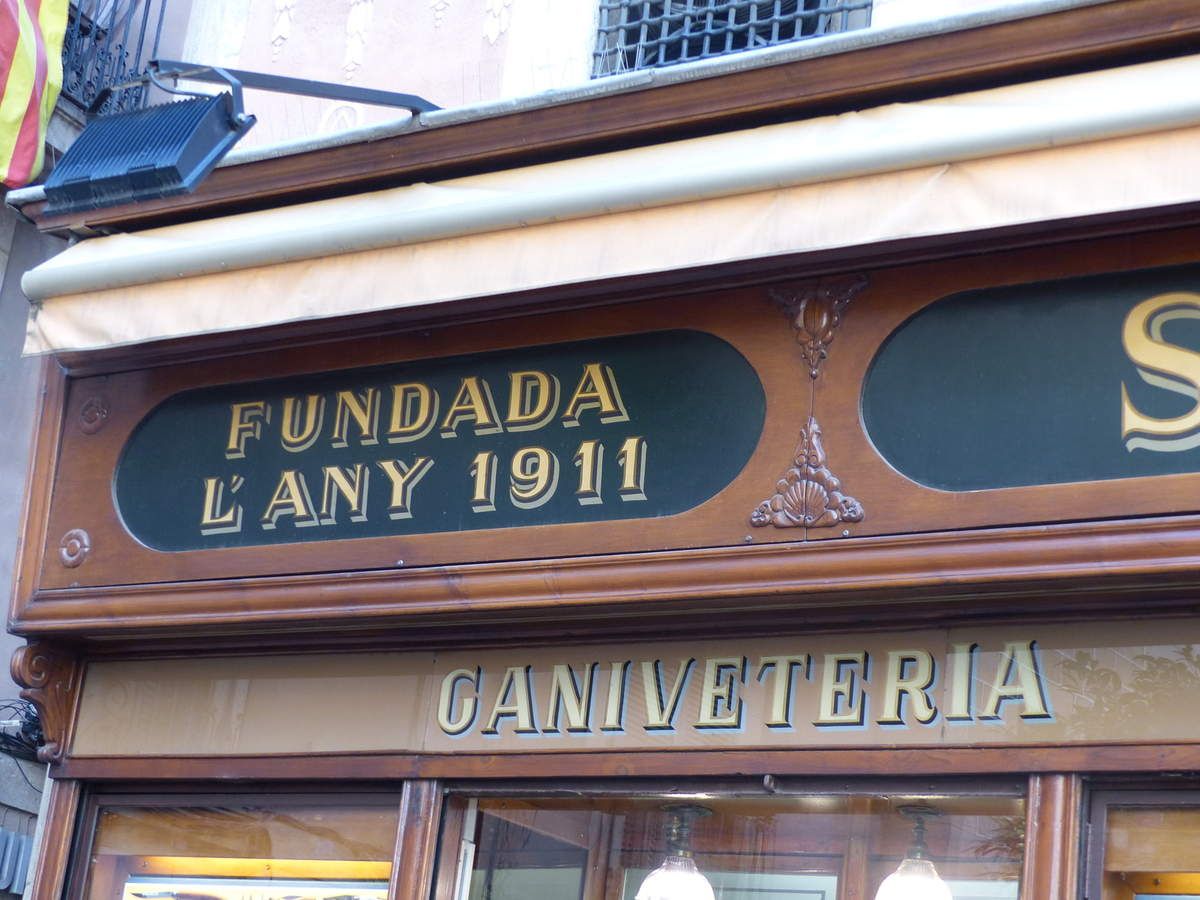 FUNDADA
L'ANY 1911
S
GANIVETERIA